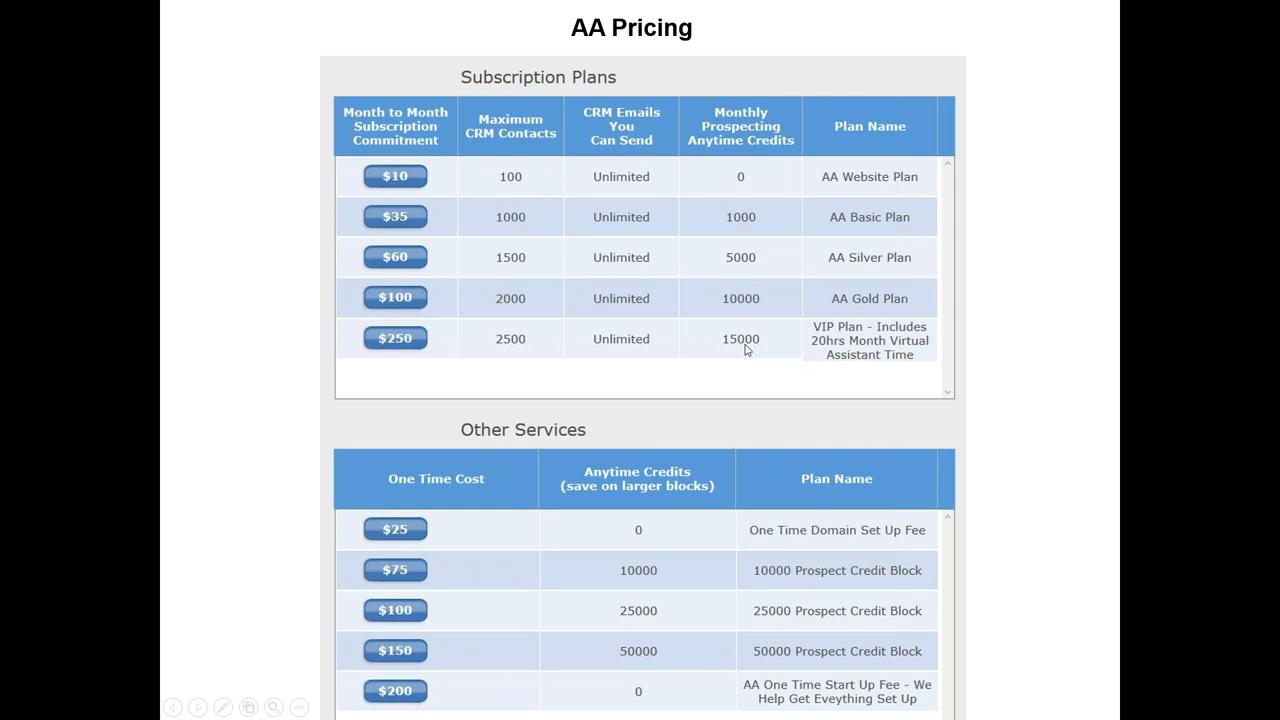 AA Pricing
Subscription Plans
Month to Month
Subscription
Commitment
Maximum
CRM Contacts
CRM Emails
You
Can Send
Monthly
Prospecting
Anytime Credits
Plan Name
$10 100 Unlimited 0 AA Website Plan
$35 1000 Unlimited 1000 AA Basic Plan
$60 1500 Unlimited 5000 AA Silver Plan
$100 2000 Unlimited 10000 AA Gold Plan
$250 2500 Unlimited 15000
VIP Plan - Includes
20hrs Month Virtual
Assistant Time
Other Services
One Time Cost
Anytime Credits
(save on larger blocks)
Plan Name
$25 0 One Time Domain Set Up Fee
$75 10000 10000 Prospect Credit Block
$100 25000 25000 Prospect Credit Block
$150 50000 50000 Prospect Credit Block
$200 0
AA One Time Start Up Fee - We
Help Get Eveything Set Up